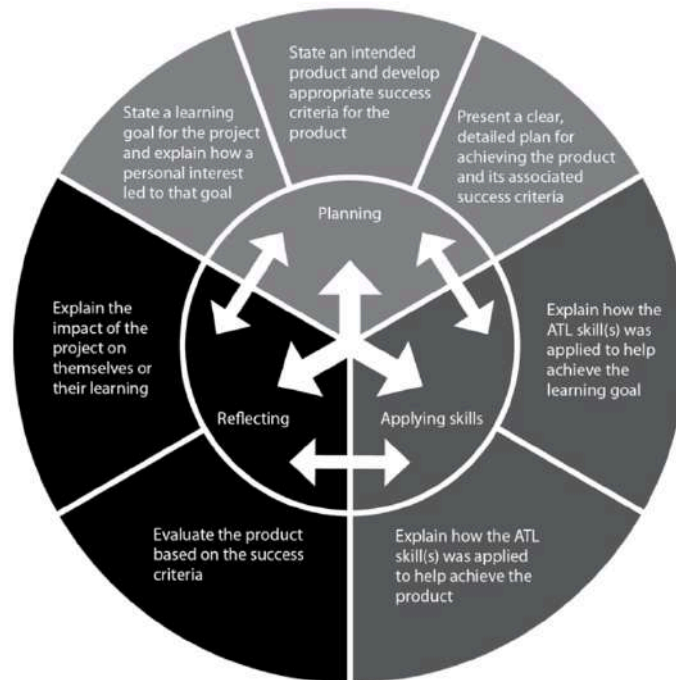 State a learning
goal for the project
and explain how a
personal interest
led to that goal
State an intended
product and develop
appropriate success
criteria for the
product
Present a clear,
detailed plan for
achieving the product
and its associated
success criteria
Planning
Explain the
impact of the
project on
themselves or
their learning
Explain how the
ATL skill(s) was
applied to help
achieve the
learning goal
Reflecting
Applying skills
Evaluate the product
based on the success
criteria
Explain how the ATL
skill(s) was applied
to help achieve the
product